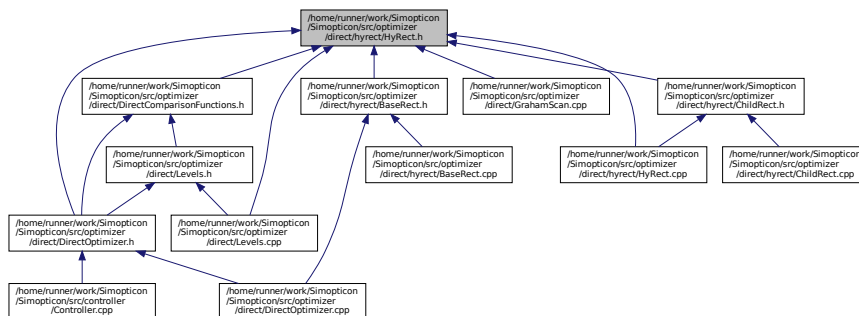 /home/runner/work/Simopticon
/Simopticon/src/optimizer
/direct/hyrect/HyRect.h
/home/runner/work/Simopticon
/Simopticon/src/optimizer
/direct/DirectComparisonFunctions.h
/home/runner/work/Simopticon
/Simopticon/src/optimizer
/direct/hyrect/BaseRect.h
/home/runner/work/Simopticon
/Simopticon/src/optimizer
/direct/GrahamScan.cpp
/home/runner/work/Simopticon
/Simopticon/src/optimizer
/direct/hyrect/ChildRect.h
/home/runner/work/Simopticon
/Simopticon/src/optimizer
/direct/Levels.h
/home/runner/work/Simopticon
/Simopticon/src/optimizer
/direct/hyrect/BaseRect.cpp
/home/runner/work/Simopticon
/Simopticon/src/optimizer
/direct/hyrect/HyRect.cpp
/home/runner/work/Simopticon
/Simopticon/src/optimizer
/direct/hyrect/ChildRect.cpp
/home/runner/work/Simopticon
/Simopticon/src/optimizer
/direct/DirectOptimizer.h
/home/runner/work/Simopticon
/Simopticon/src/optimizer
/direct/Levels.cpp
/home/runner/work/Simopticon
/Simopticon/src/controller
/Controller.cpp
/home/runner/work/Simopticon
/Simopticon/src/optimizer
/direct/DirectOptimizer.cpp